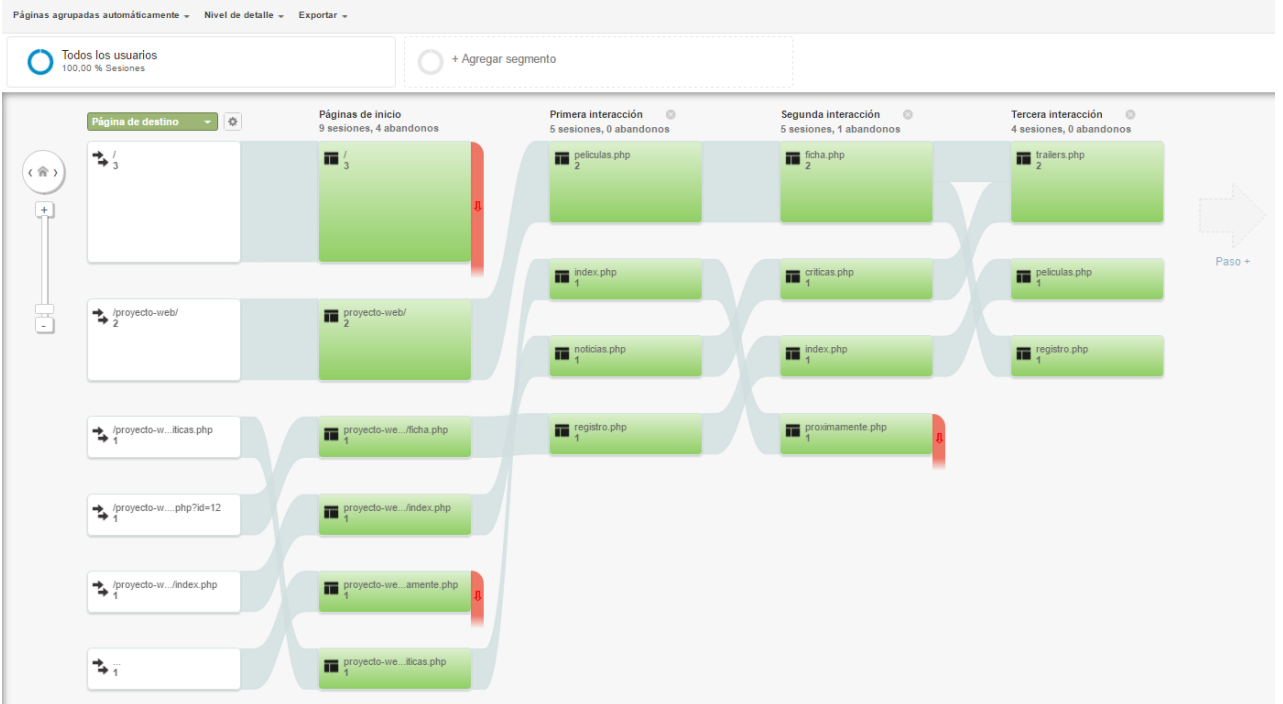 Páginas agrupadas automáticamente Nivel de detalle Exportar
Todos los usuarios
100,00 % Sesiones
+ Agregar segmento
Página de destino
Páginas de inicio
9 sesiones, 4 abandonos
Primera interacción
5 sesiones, 0 abandonos
Segunda interacción
5 sesiones, 1 abandonos
Tercera interacción
4 sesiones, 0 abandonos
/
3
/
3
peliculas.php
2
ficha.php
2
trailers.php
2
+
-
Paso +
index.php
1
criticas.php
1
peliculas.php
1
/proyecto-web/
2
proyecto-web/
2
noticias.php
1
index.php
1
registro.php
1
/proyecto-w...iticas.php
1
proyecto-we.../ficha.php
1
registro.php
1
proximamente.php
1
/proyecto-w....php?id=12
1
proyecto-we.../index.php
1
/proyecto-w.../index.php
1
proyecto-we...amente.php
1
...
1
proyecto-we...iticas.php
1